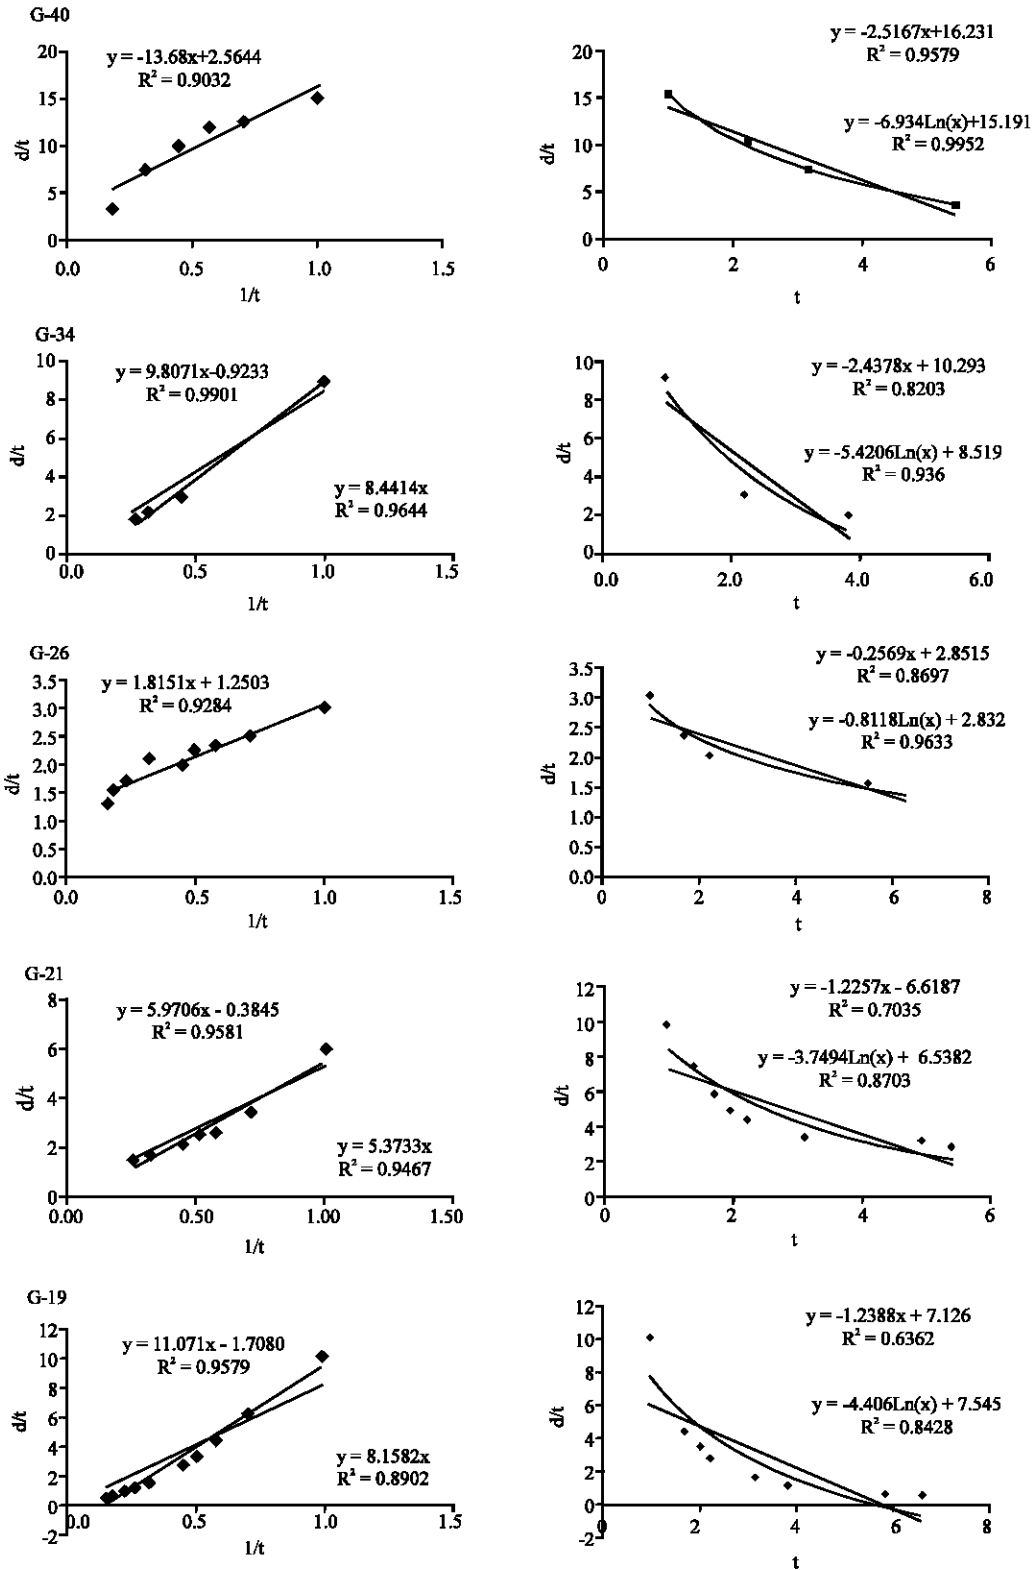 G-40
y = -13.68x+2.5644
R² = 0.9032
20
15
10
5
0
d/t
0.0 0.5 1.0 1.5
1/t
y = -2.5167x+16.231
R² = 0.9579
y = -6.934Ln(x)+15.191
R² = 0.9952
20
15
10
5
0
d/t
0 2 4 6
t
G-34
y = 9.8071x-0.9233
R² = 0.9901
y = 8.4414x
R² = 0.9644
10
8
6
4
2
0
d/t
0.0 0.5 1.0 1.5
1/t
y = -2.4378x + 10.293
R² = 0.8203
y = -5.4206Ln(x) + 8.519
R² = 0.936
10
8
6
4
2
0
d/t
0.0 2.0 4.0 6.0
t
G-26
y = 1.8151x + 1.2503
R² = 0.9284
3.5
3.0
2.5
2.0
1.5
1.0
0.5
0.0
d/t
0.0 0.5 1.0 1.5
1/t
y = -0.2569x + 2.8515
R² = 0.8697
y = -0.8118Ln(x) + 2.832
R² = 0.9633
3.5
3.0
2.5
2.0
1.5
1.0
0.5
0.0
d/t
0 2 4 6 8
t
G-21
y = 5.9706x - 0.3845
R² = 0.9581
y = 5.3733x
R² = 0.9467
8
6
4
2
0
d/t
0.00 0.50 1.00 1.50
1/t
y = -1.2257x - 6.6187
R² = 0.7035
y = -3.7494Ln(x) + 6.5382
R² = 0.8703
12
10
8
6
4
2
0
d/t
0 2 4 6
t
G-19
y = 11.071x - 1.7080
R² = 0.9579
y = 8.1582x
R² = 0.8902
12
10
8
6
4
2
0
-2
d/t
0.0 0.5 1.0 1.5
1/t
y = -1.2388x + 7.126
R² = 0.6362
y = -4.406Ln(x) + 7.545
R² = 0.8428
12
10
8
6
4
2
0
-2
d/t
0 2 4 6 8
t